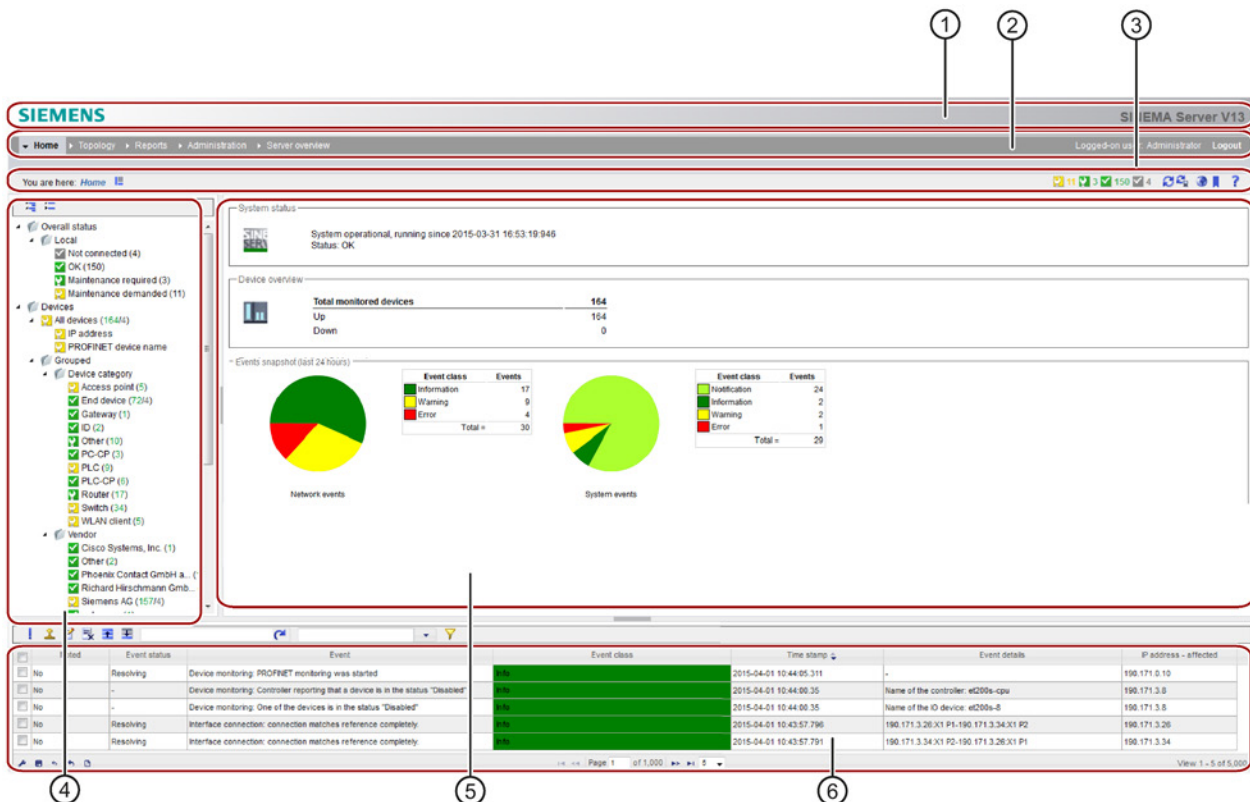 1 2 3
SIEMENS
SINEMA Server V13
Home Topology Reports Administration Server overview
Logged-on user: Administrator Logout
You are here: Home
11 3 150 4 ?
Overall status
Local
Not connected (4)
OK (150)
Maintenance required (3)
Maintenance demanded (11)
Devices
All devices (164/4)
IP address
PROFINET device name
Grouped
Device category
Access point (5)
End device (72/4)
Gateway (1)
IO (2)
Other (10)
PC-CP (3)
PLC (9)
PLC-CP (6)
Router (17)
Switch (34)
WLAN client (5)
Vendor
Cisco Systems, Inc. (1)
Other (2)
Phoenix Contact GmbH a... (
Richard Hirschmann Gmb...
Siemens AG (157/4)
System status
SINE
SERV
System operational, running since 2015-03-31 16:53:19:946
Status: OK
Device overview
Total monitored devices 164
Up 164
Down 0
Events snapshot (last 24 hours)
Event class Events
Information 17
Warning 9
Error 4
Total = 30
Network events
Event class Events
Notification 24
Information 2
Warning 2
Error 1
Total = 29
System events
Noted Event status Event Event class Time stamp Event details IP address - affected
No Resolving Device monitoring: PROFINET monitoring was started Info 2015-04-01 10:44:05.311 - 190.171.0.10
No - Device monitoring: Controller reporting that a device is in the status "Disabled" Info 2015-04-01 10:44:00.35 Name of the controller: et200s-cpu 190.171.3.8
No - Device monitoring: One of the devices is in the status "Disabled" Info 2015-04-01 10:44:00.35 Name of the IO device: et200s-8 190.171.3.8
No Resolving Interface connection: connection matches reference completely. Info 2015-04-01 10:43:57.796 190.171.3.26:X1 P1-190.171.3.34:X1 P2 190.171.3.26
No Resolving Interface connection: connection matches reference completely. Info 2015-04-01 10:43:57.791 190.171.3.34:X1 P2-190.171.3.26:X1 P1 190.171.3.34
Page 1 of 1,000 5
View 1 - 5 of 5,000
4 5 6